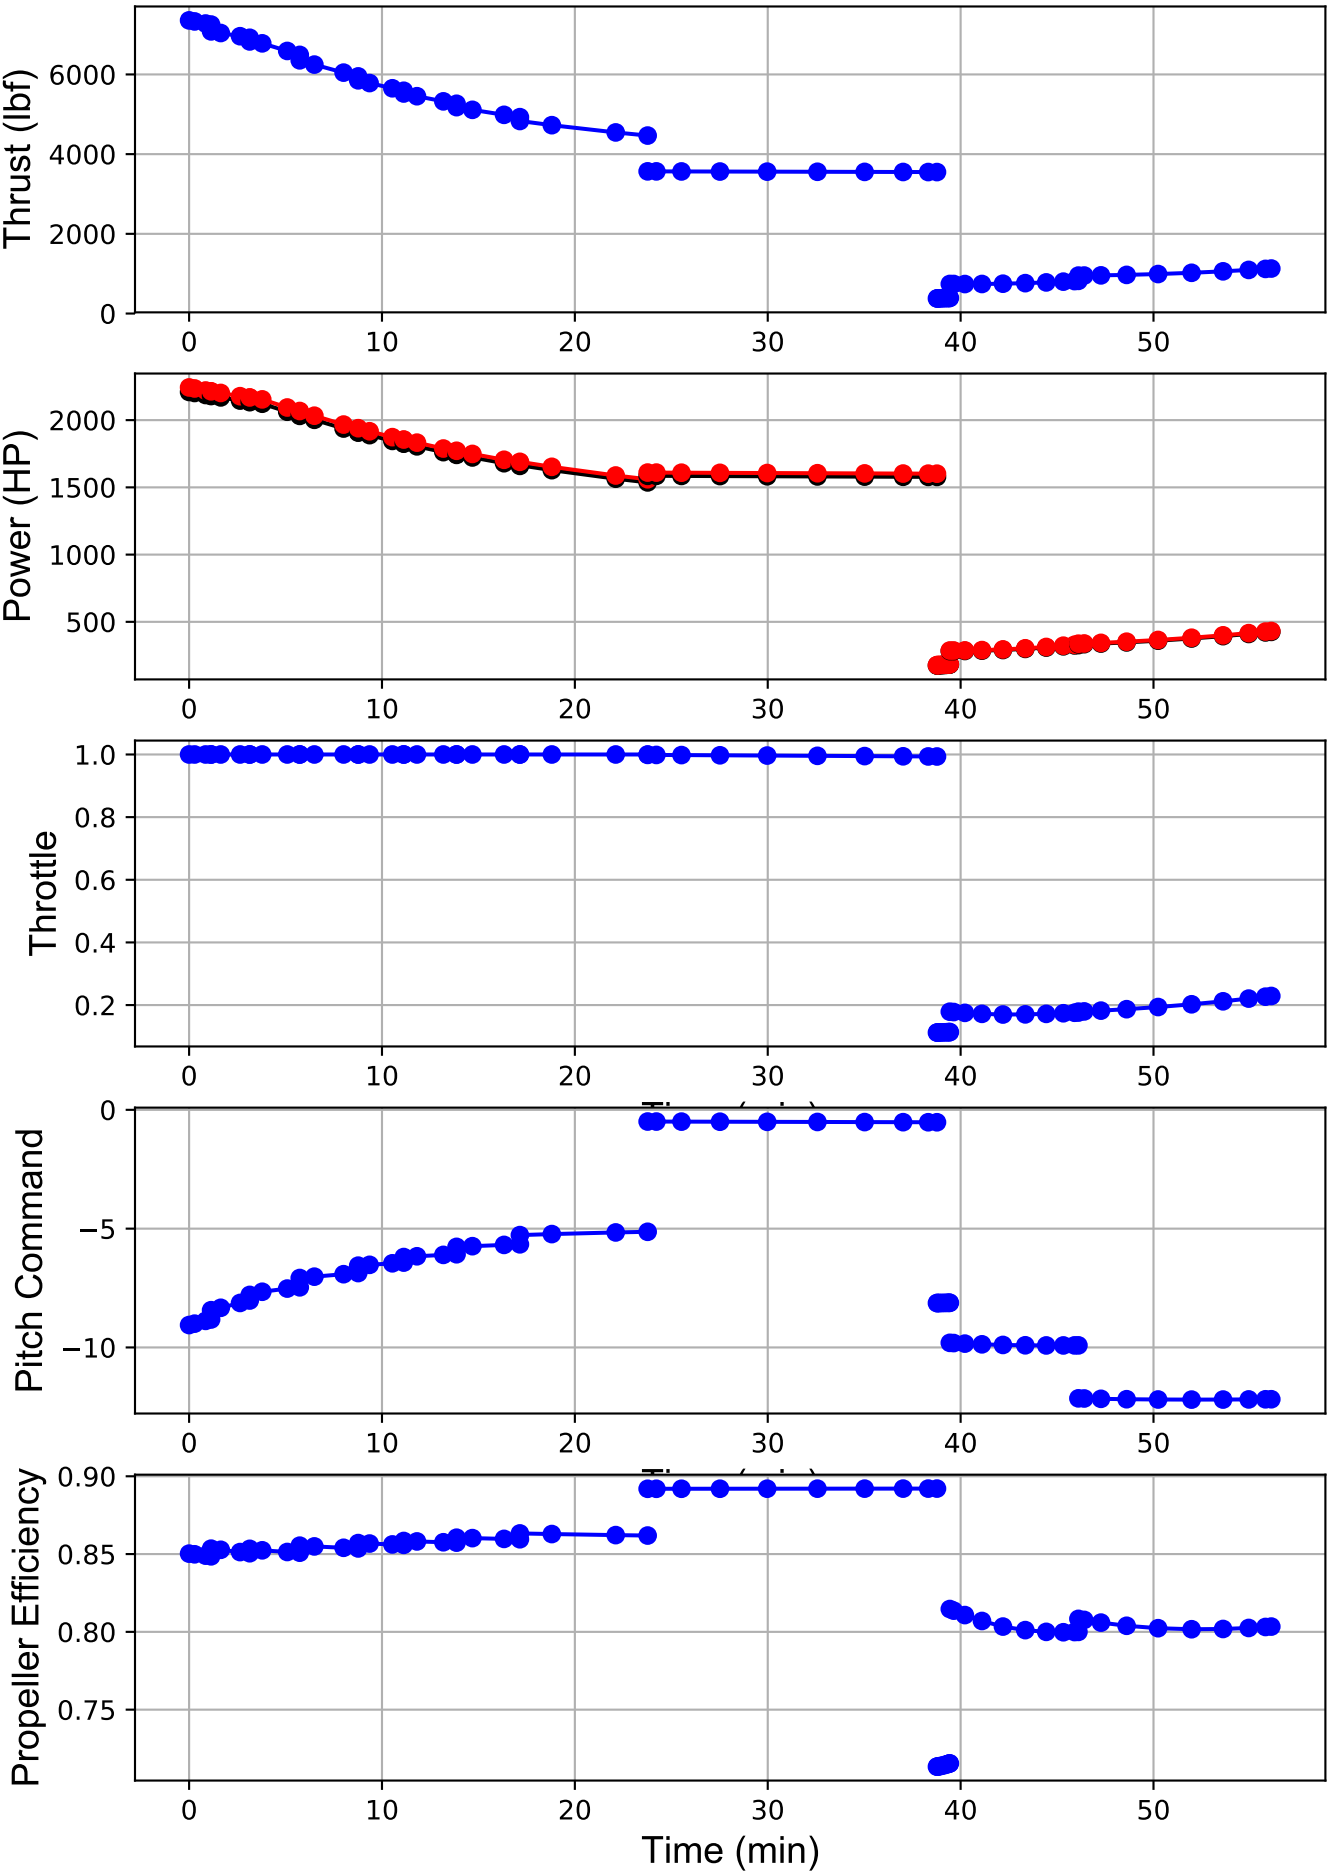 Thrust (lbf)
6000
4000
2000
0
0 10 20 30 40 50
Power (HP)
2000
1500
1000
500
0 10 20 30 40 50
Throttle
1.0
0.8
0.6
0.4
0.2
0 10 20 30 40 50
Pitch Command
0
−5
−10
0 10 20 30 40 50
Propeller Efficiency
0.90
0.85
0.80
0.75
0 10 20 30 40 50
Time (min)